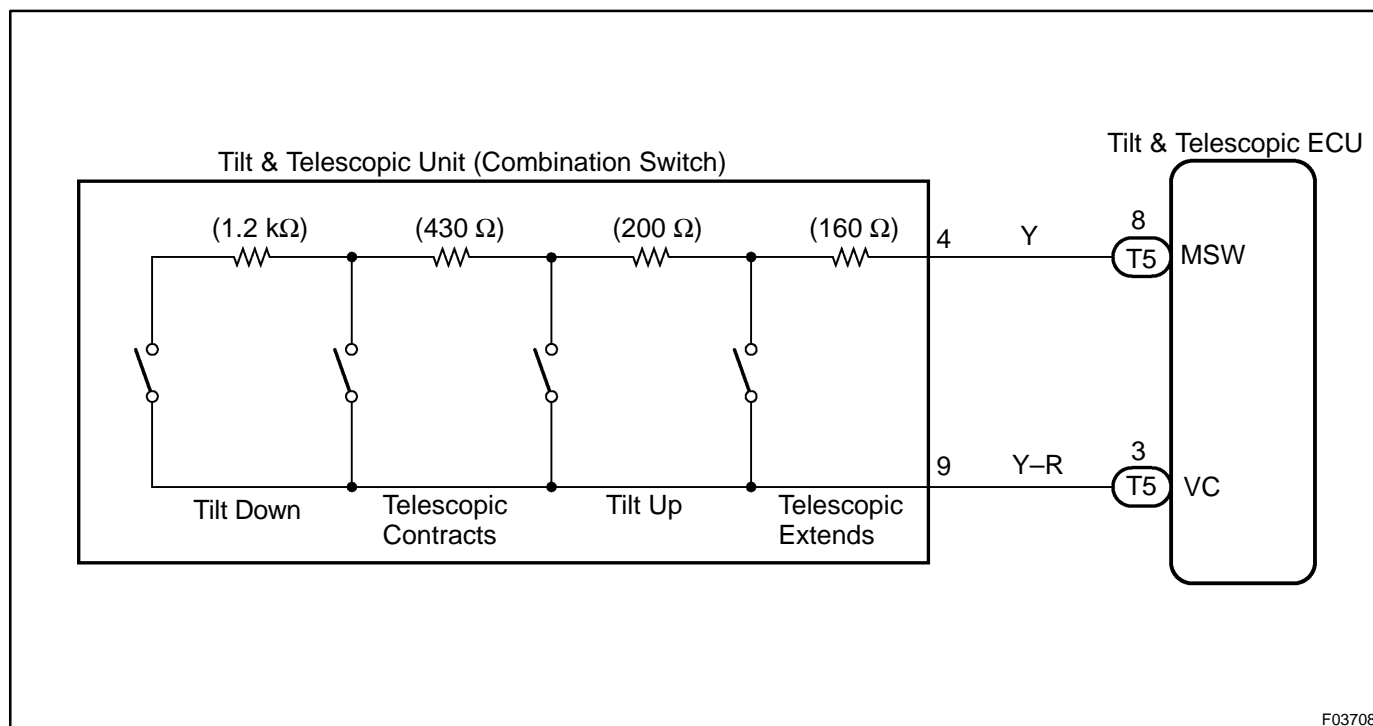 Tilt & Telescopic ECU
Tilt & Telescopic Unit (Combination Switch)
(1.2 kΩ)
(430 Ω)
(200 Ω)
(160 Ω)
4
Y
8
T5
MSW
9
Y–R
3
T5
VC
Tilt Down
Telescopic
Contracts
Tilt Up
Telescopic
Extends
F03708